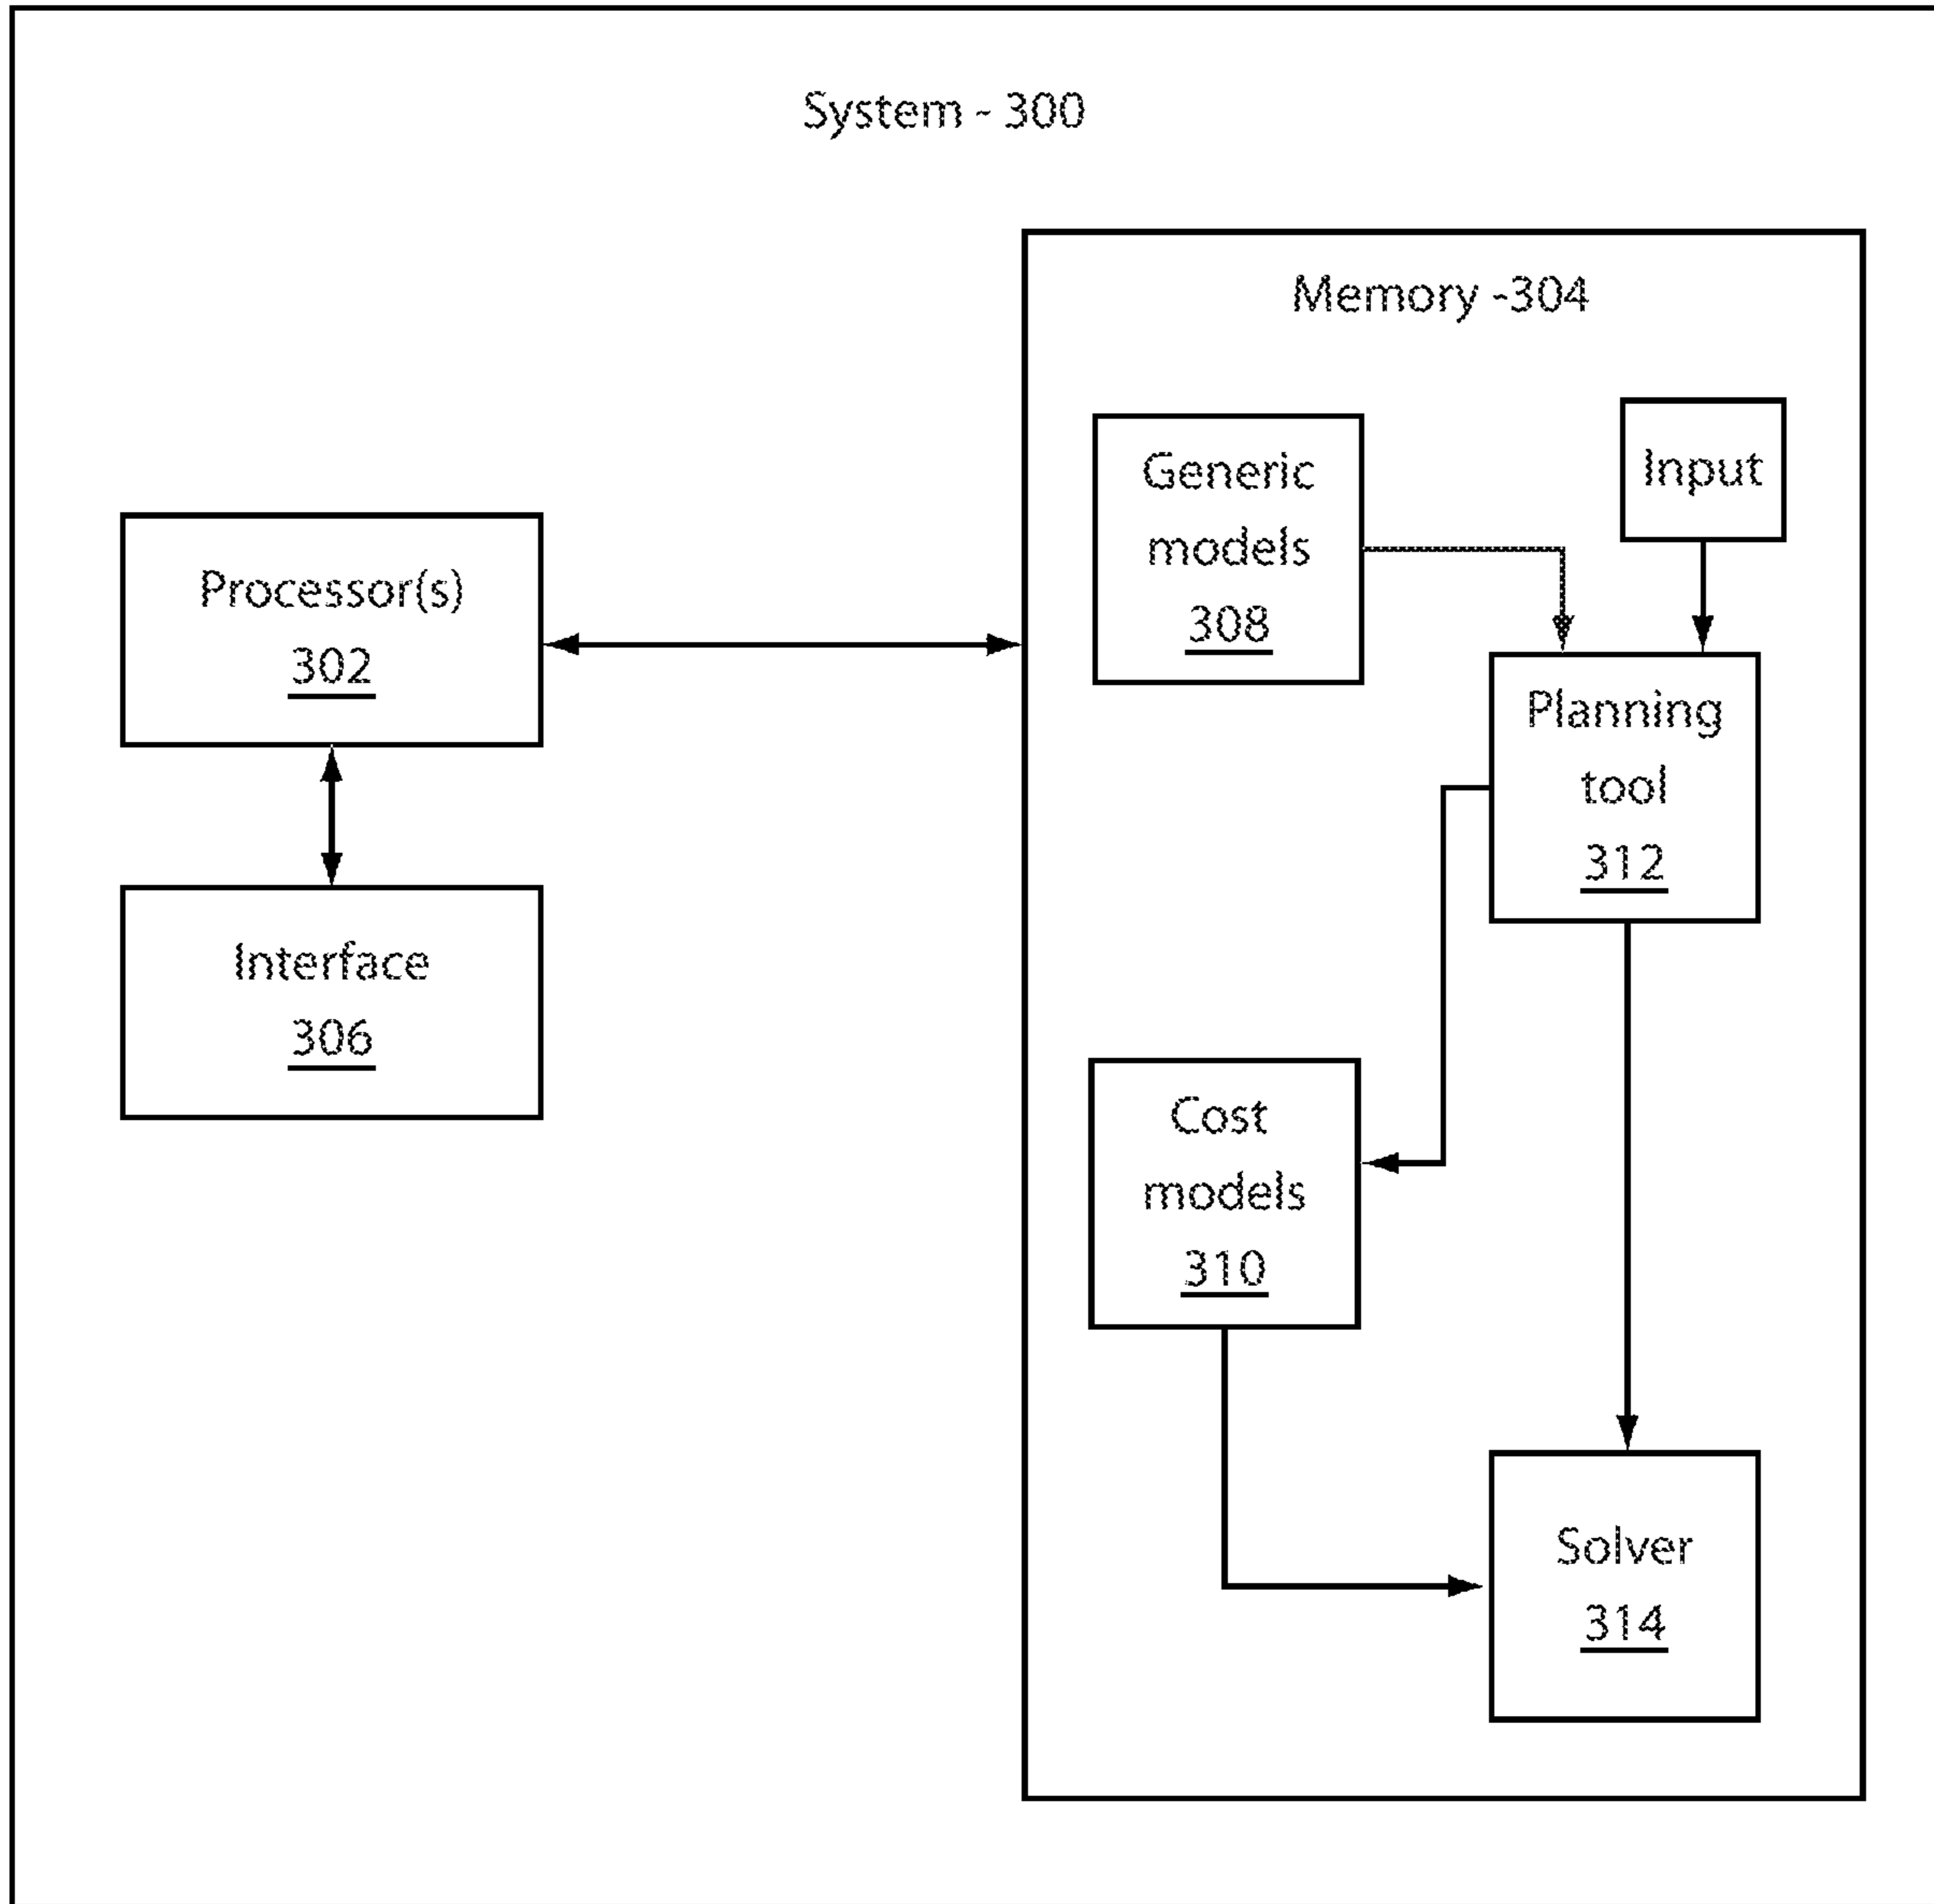 System - 300
Memory -304
Generic
models
308
Input
Processor(s)
302
Planning
tool
312
Interface
306
Cost
models
310
Solver
314